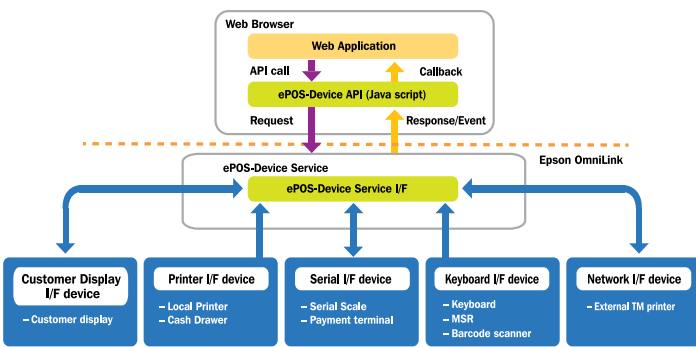 Web Browser
Web Application
API call
Callback
ePOS-Device API (Java script)
Request
Response/Event
Epson OmniLink
ePOS-Device Service
ePOS-Device Service I/F
Customer Display
I/F device
– Customer display
Printer I/F device
– Local Printer
– Cash Drawer
Serial I/F device
– Serial Scale
– Payment terminal
Keyboard I/F device
– Keyboard
– MSR
– Barcode scanner
Network I/F device
– External TM printer